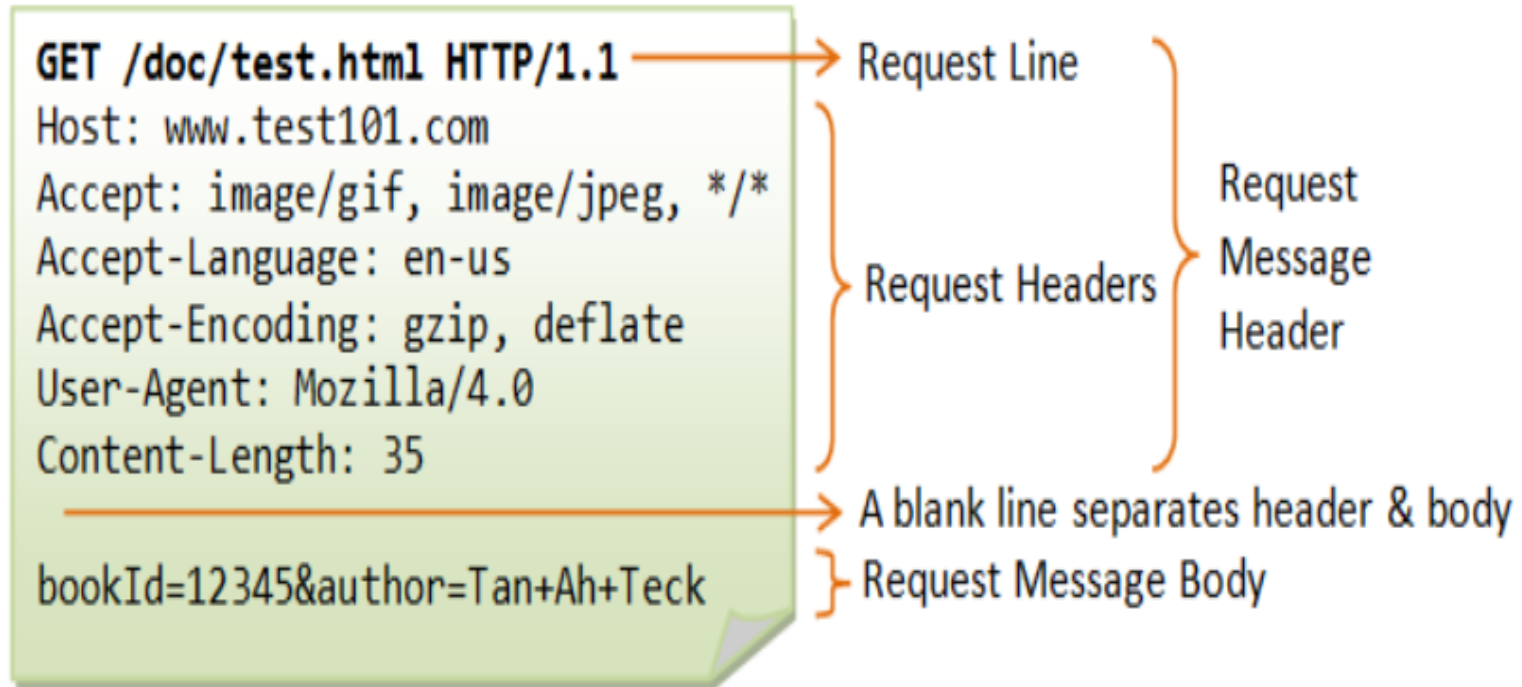 GET /doc/test.html HTTP/1.1
Host: www.test101.com
Accept: image/gif, image/jpeg, */*
Accept-Language: en-us
Accept-Encoding: gzip, deflate
User-Agent: Mozilla/4.0
Content-Length: 35
bookId=12345&author=Tan+Ah+Teck
Request Line
Request Headers
Request
Message
Header
A blank line separates header & body
Request Message Body